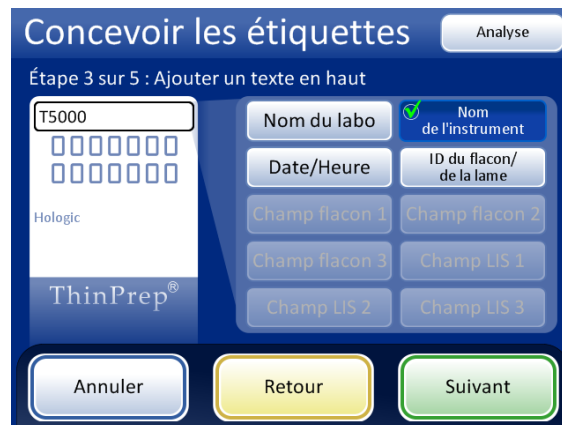 Concevoir les étiquettes
Analyse
Étape 3 sur 5 : Ajouter un texte en haut
T5000
Hologic
ThinPrep®
Nom du labo
Nom
de l'instrument
Date/Heure
ID du flacon/
de la lame
Champ flacon 1
Champ flacon 2
Champ flacon 3
Champ LIS 1
Champ LIS 2
Champ LIS 3
Annuler
Retour
Suivant